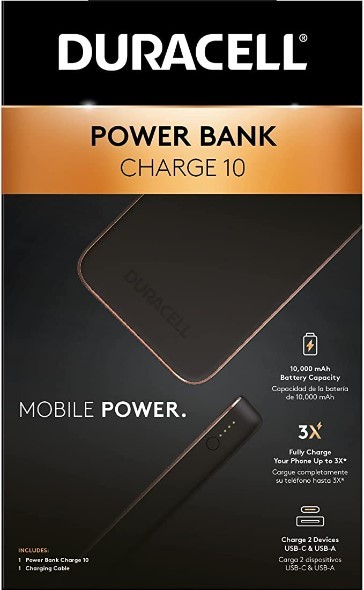 DURACELL®
POWER BANK
CHARGE 10
DURACELL
10,000 mAh
Battery Capacity
Capacidad de la batería
de 10,000 mAh
MOBILE POWER.
3X
Fully Charge
Your Phone Up to 3X*
Cargue completamente
su teléfono hasta 3X*
Charge 2 Devices
USB-C & USB-A
Carga 2 dispositivos
USB-C & USB-A
INCLUDES:
1 Power Bank Charge 10
1 Charging Cable